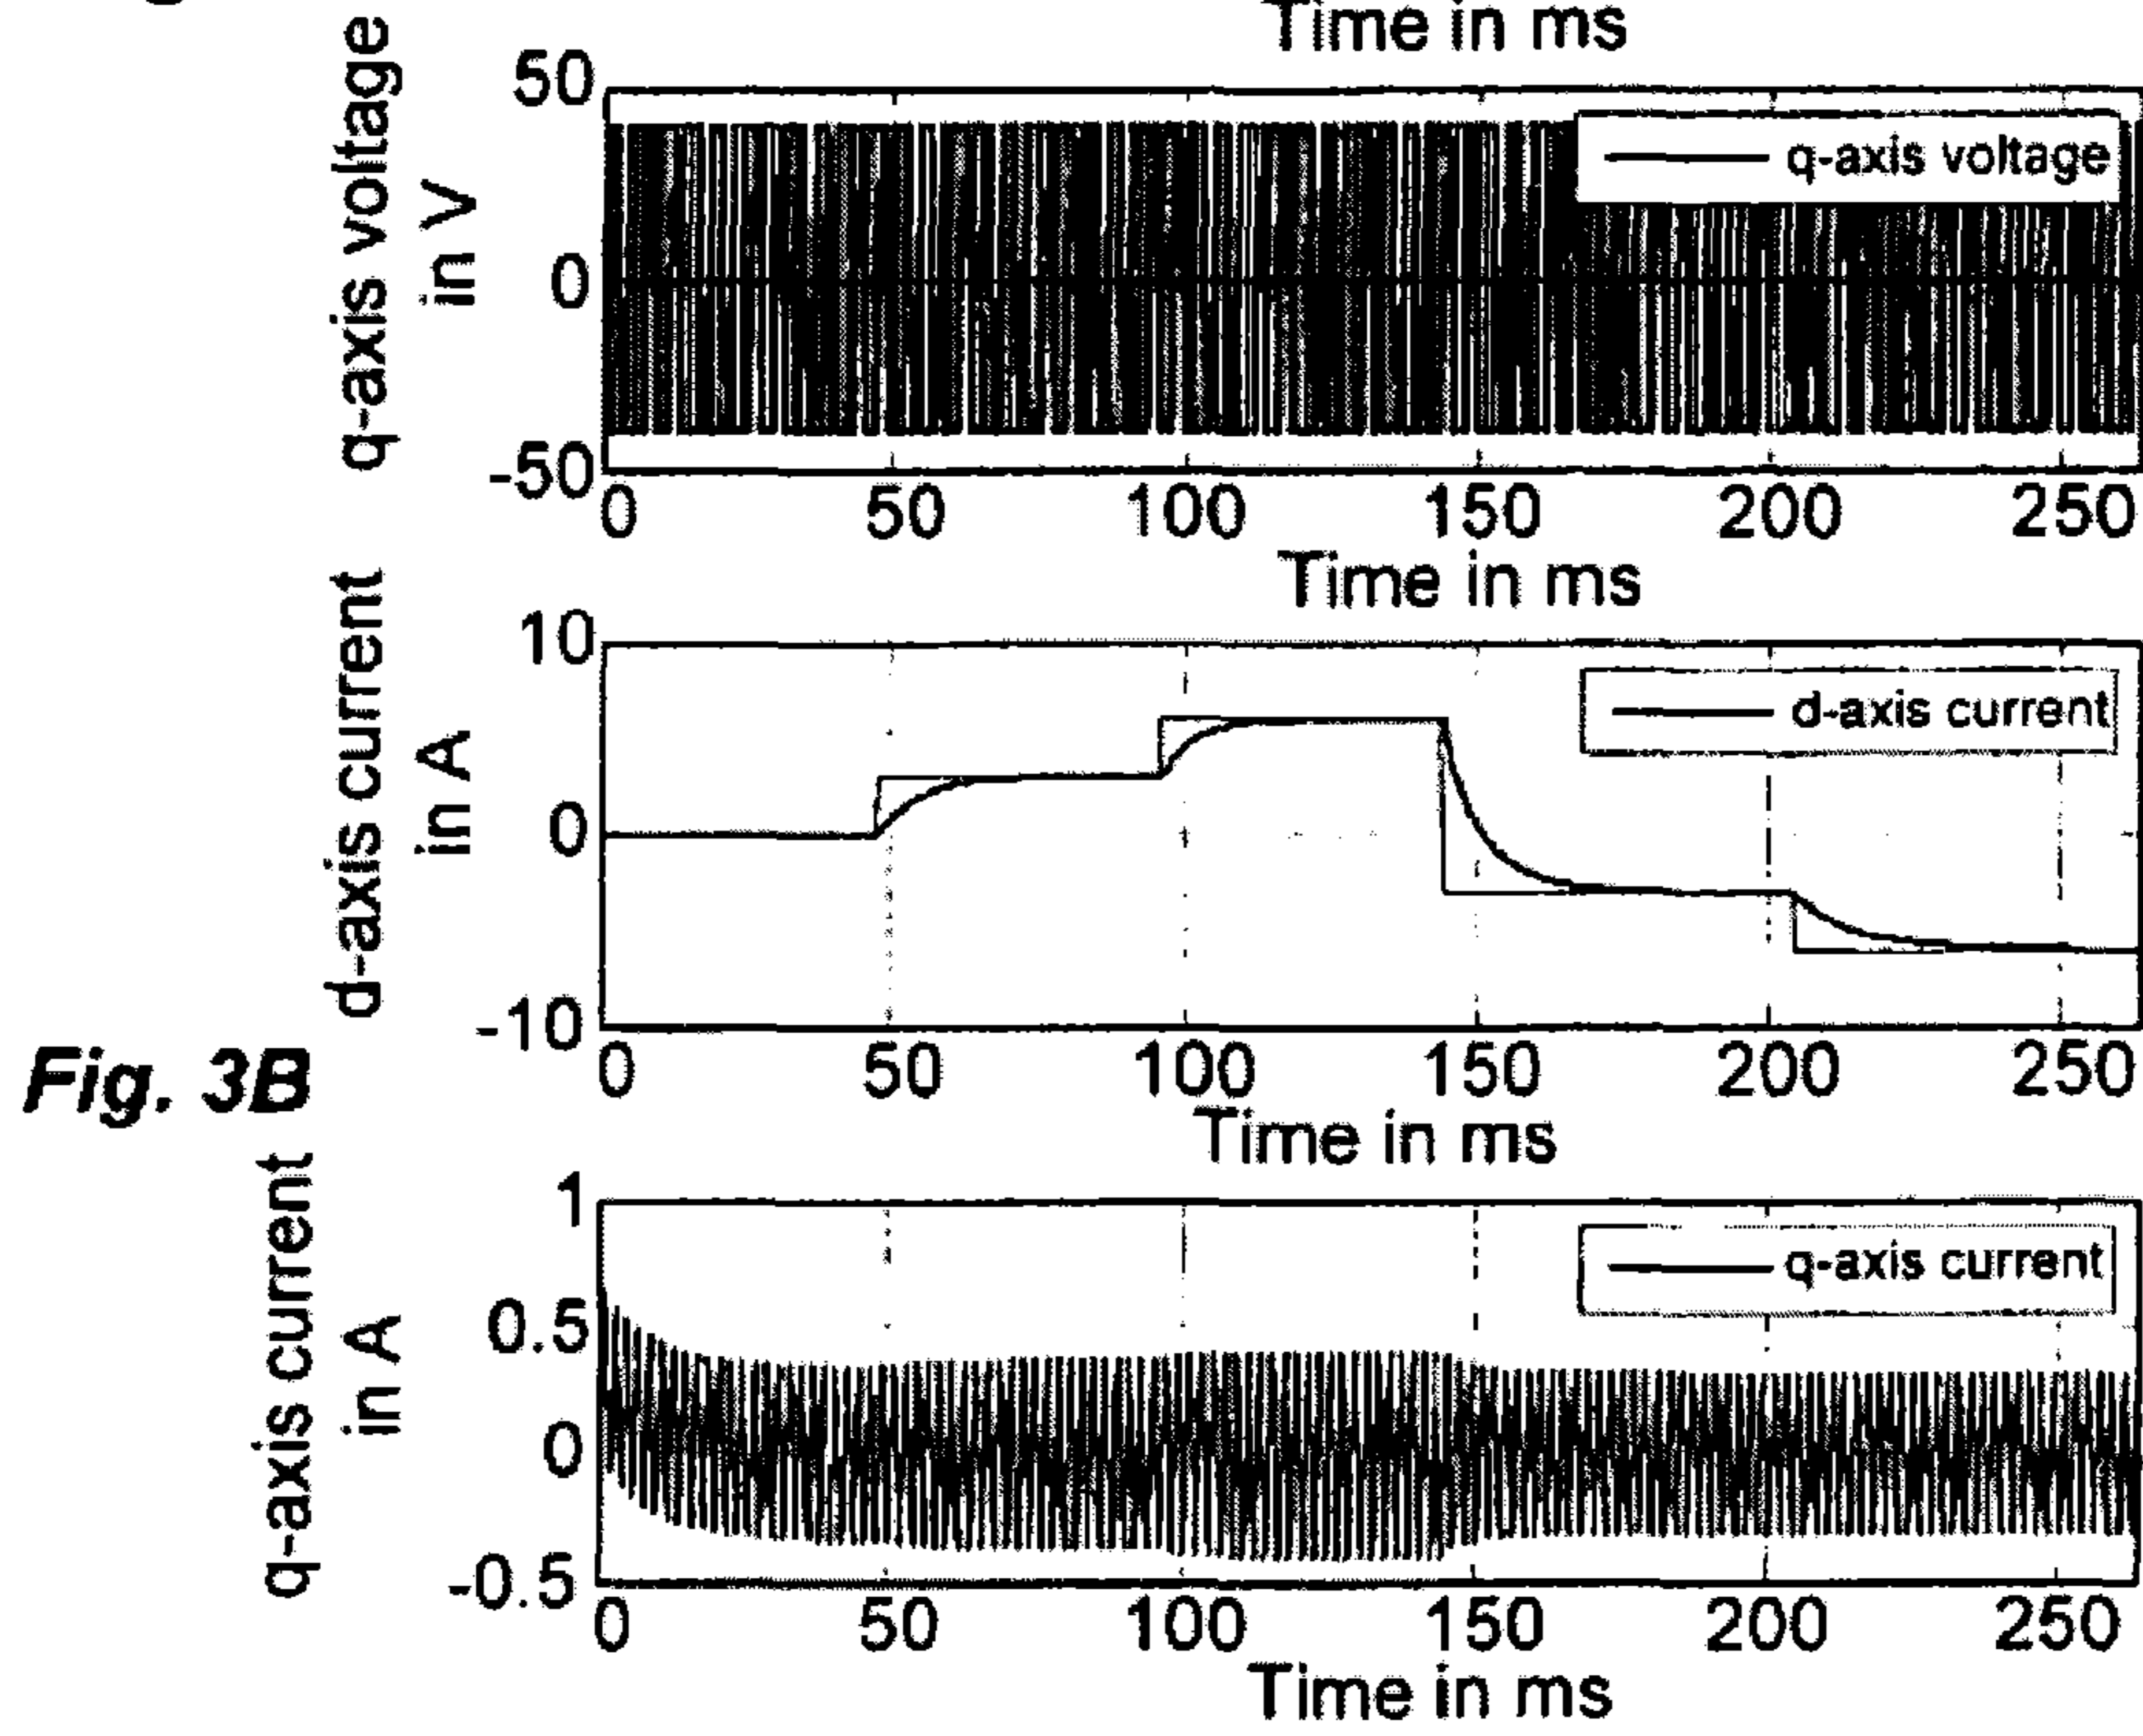 Time in ms
q-axis voltage
in V
50
0
-50
q-axis voltage
0 50 100 150 200 250
Time in ms
d-axis current
in A
10
0
-10
d-axis current
0 50 100 150 200 250
Time in ms
Fig. 3B
q-axis current
in A
1
0.5
0
-0.5
q-axis current
0 50 100 150 200 250
Time in ms